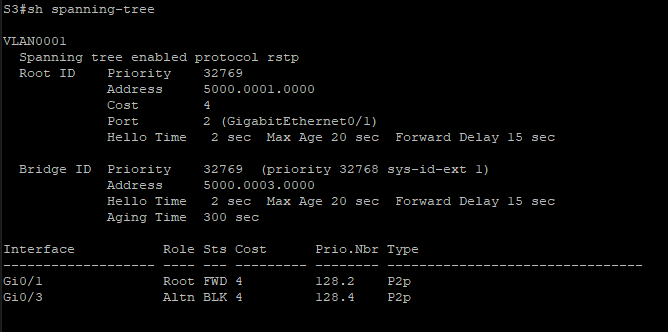 S3#sh spanning-tree
VLAN0001
  Spanning tree enabled protocol rstp
  Root ID    Priority    32769
             Address     5000.0001.0000
             Cost        4
             Port        2 (GigabitEthernet0/1)
             Hello Time   2 sec  Max Age 20 sec  Forward Delay 15 sec
  Bridge ID  Priority    32769  (priority 32768 sys-id-ext 1)
             Address     5000.0003.0000
             Hello Time   2 sec  Max Age 20 sec  Forward Delay 15 sec
             Aging Time  300 sec
Interface           Role Sts Cost      Prio.Nbr Type
------------------- ---- --- --------- -------- --------------------------------
Gi0/1               Root FWD 4         128.2    P2p
Gi0/3               Altn BLK 4         128.4    P2p